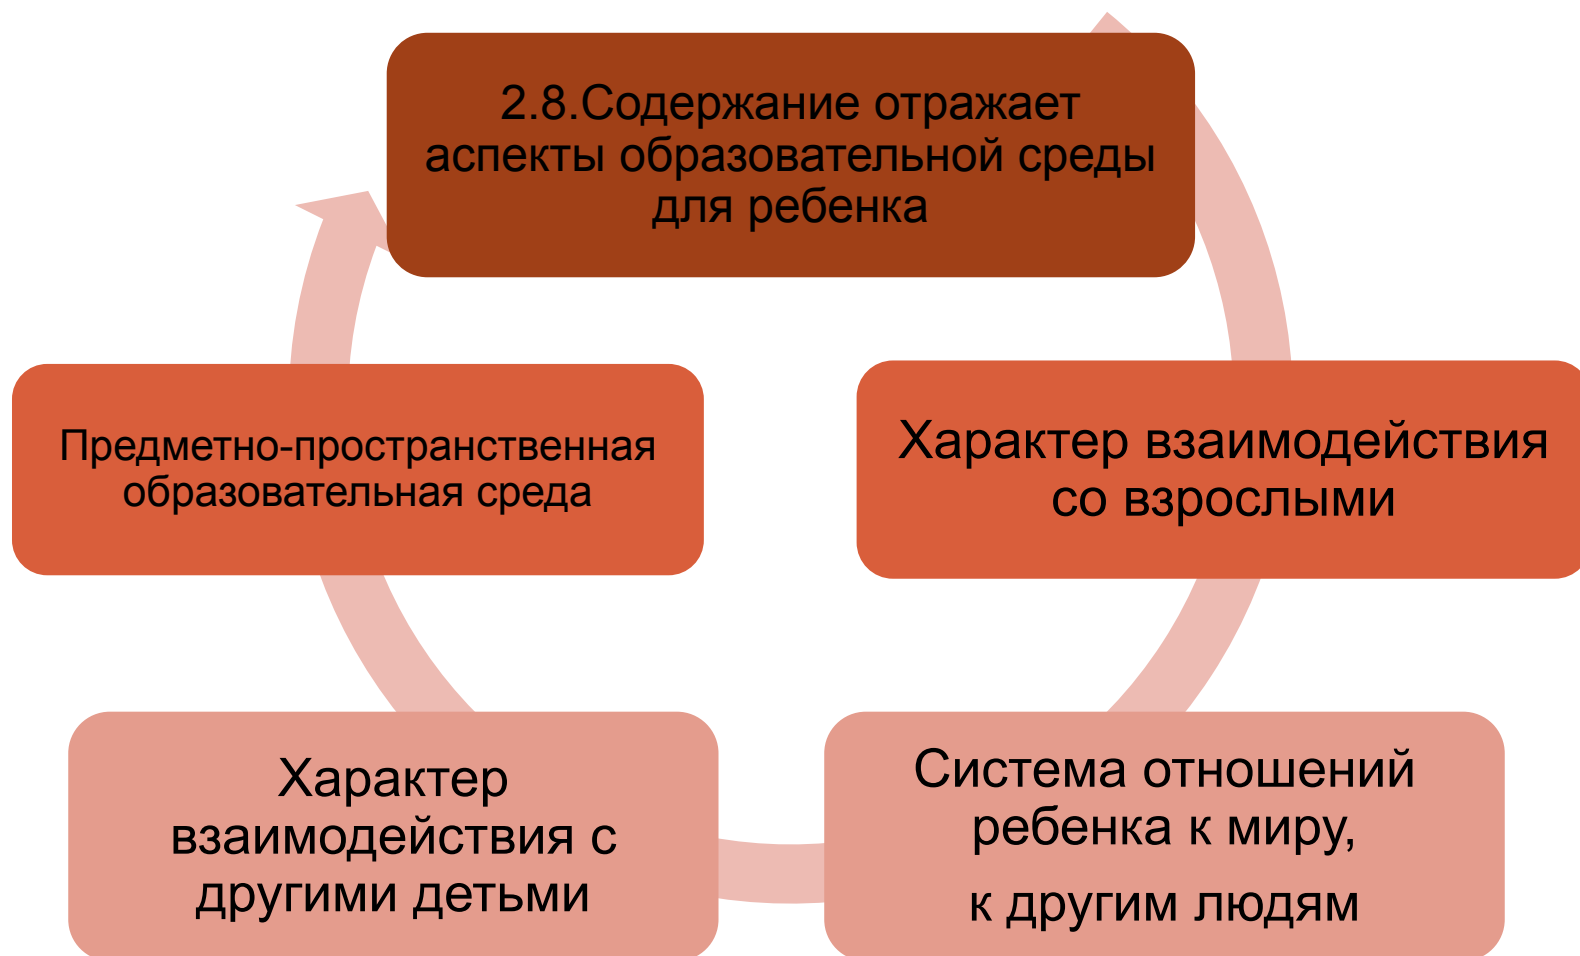 2.8.Содержание отражает
аспекты образовательной среды
для ребенка
Предметно-пространственная
образовательная среда
Характер взаимодействия
со взрослыми
Характер
взаимодействия с
другими детьми
Система отношений
ребенка к миру,
к другим людям